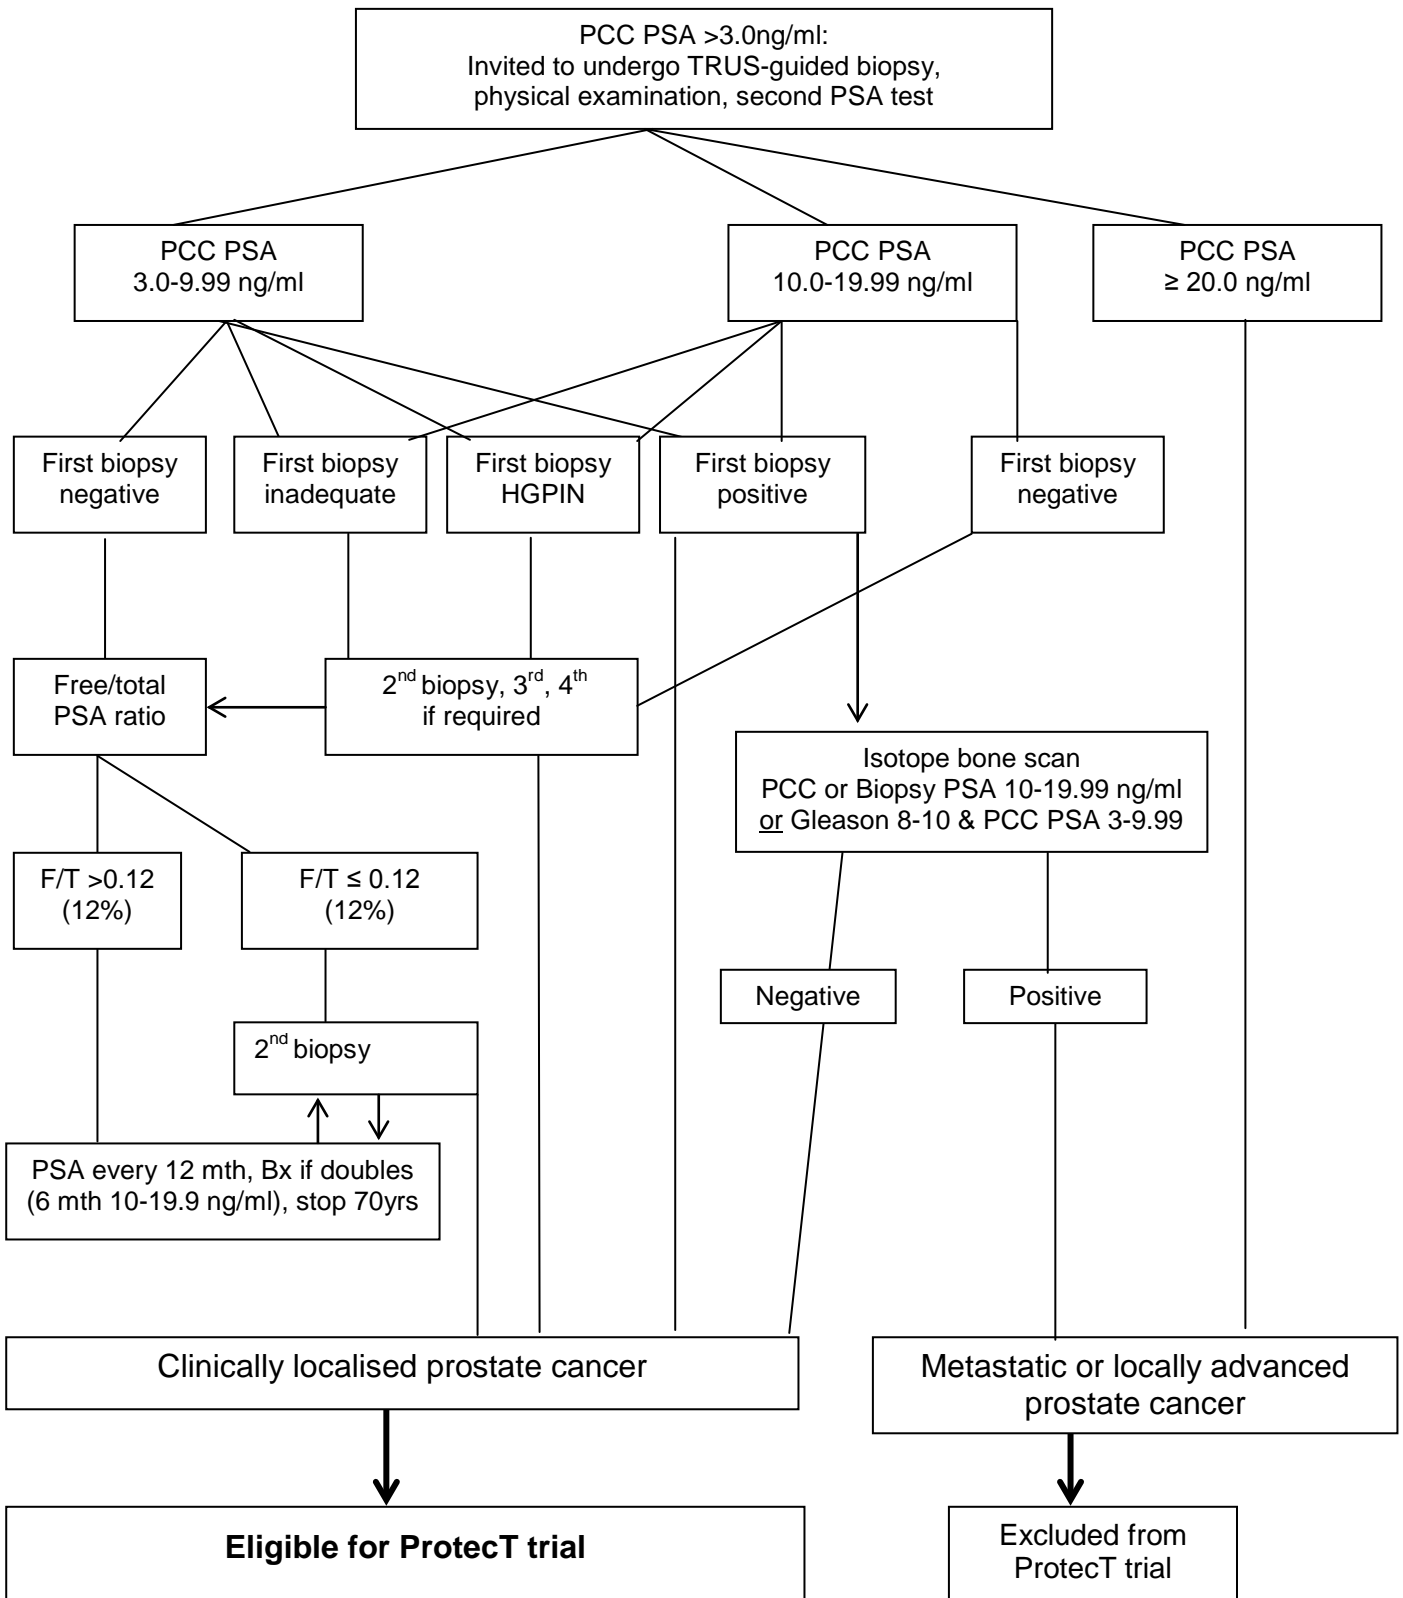 PCC PSA >3.0ng/ml:
Invited to undergo TRUS-guided biopsy,
physical examination, second PSA test
PCC PSA
3.0-9.99 ng/ml
PCC PSA
10.0-19.99 ng/ml
PCC PSA
≥ 20.0 ng/ml
First biopsy
negative
First biopsy
inadequate
First biopsy
HGPIN
First biopsy
positive
First biopsy
negative
Free/total
PSA ratio
2nd biopsy, 3rd, 4th
if required
Isotope bone scan
PCC or Biopsy PSA 10-19.99 ng/ml
or Gleason 8-10 & PCC PSA 3-9.99
F/T >0.12
(12%)
F/T ≤ 0.12
(12%)
Negative
Positive
2nd biopsy
PSA every 12 mth, Bx if doubles
(6 mth 10-19.9 ng/ml), stop 70yrs
Clinically localised prostate cancer
Metastatic or locally advanced
prostate cancer
Eligible for ProtecT trial
Excluded from
ProtecT trial